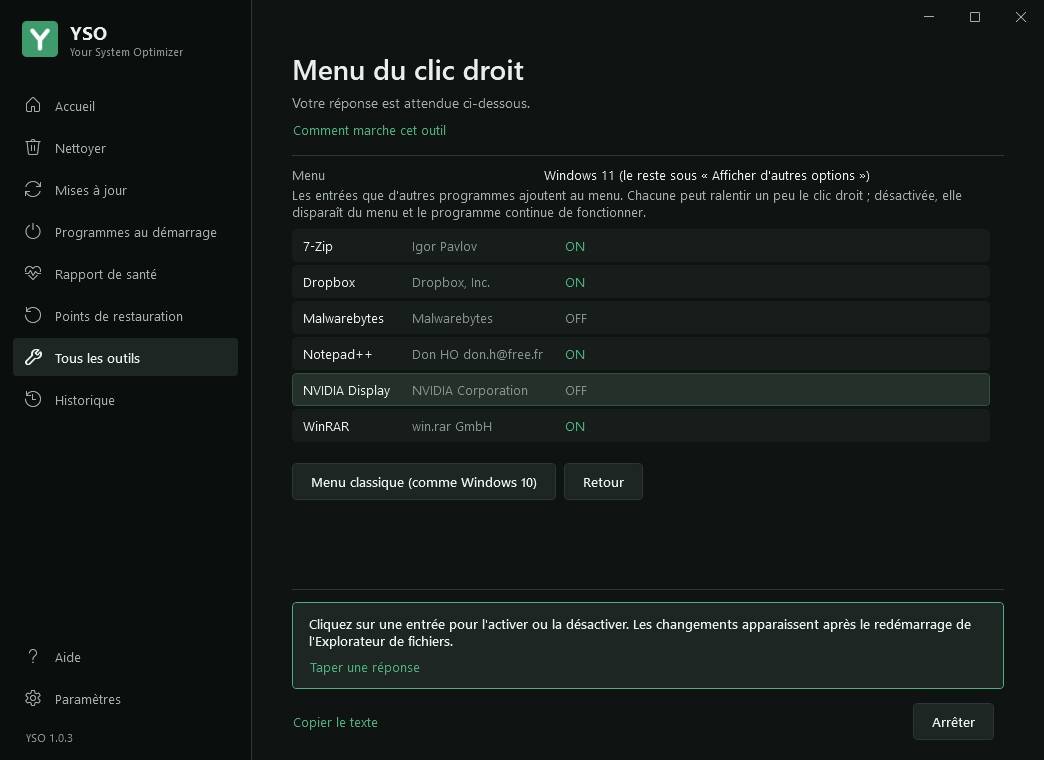 Y
YSO
Your System Optimizer
Accueil
Nettoyer
Mises à jour
Programmes au démarrage
Rapport de santé
Points de restauration
Tous les outils
Historique
? Aide
Paramètres
YSO 1.0.3
Menu du clic droit
Votre réponse est attendue ci-dessous.
Comment marche cet outil
Menu Windows 11 (le reste sous « Afficher d'autres options »)
Les entrées que d'autres programmes ajoutent au menu. Chacune peut ralentir un peu le clic droit ; désactivée, elle
disparaît du menu et le programme continue de fonctionner.
7-Zip Igor Pavlov ON
Dropbox Dropbox, Inc. ON
Malwarebytes Malwarebytes OFF
Notepad++ Don HO don.h@free.fr ON
NVIDIA Display NVIDIA Corporation OFF
WinRAR win.rar GmbH ON
Menu classique (comme Windows 10) Retour
Cliquez sur une entrée pour l'activer ou la désactiver. Les changements apparaissent après le redémarrage de
l'Explorateur de fichiers.
Taper une réponse
Copier le texte Arrêter